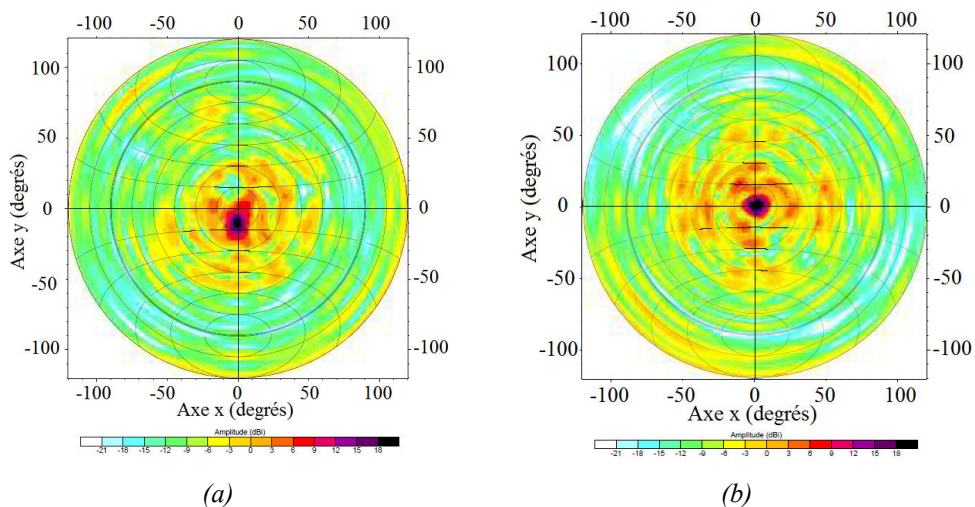 -100 -50 0 50 100
-100 -50 0 50 100
100 100
50 50
0 0
-50 -50
-100 -100
Axe y (degrés)
-100 -50 0 50 100
Axe x (degrés)
Amplitude (dBi)
-21 -18 -15 -12 -9 -6 -3 0 3 6 9 12 15 18
(a)
100 100
50 50
0 0
-50 -50
-100 -100
Axe y (degrés)
-100 -50 0 50 100
Axe x (degrés)
Amplitude (dBi)
-21 -18 -15 -12 -9 -6 -3 0 3 6 9 12 15 18
(b)